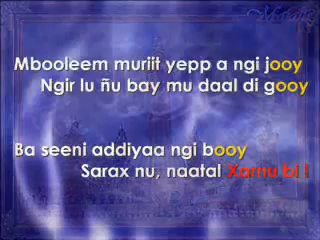 Mbooleem muriit yepp a ngi jooy
Ngir lu ñu bay mu daal di gooy
Ba seeni addiyaa ngi booy
Sarax nu, naatal Xarnu bi !